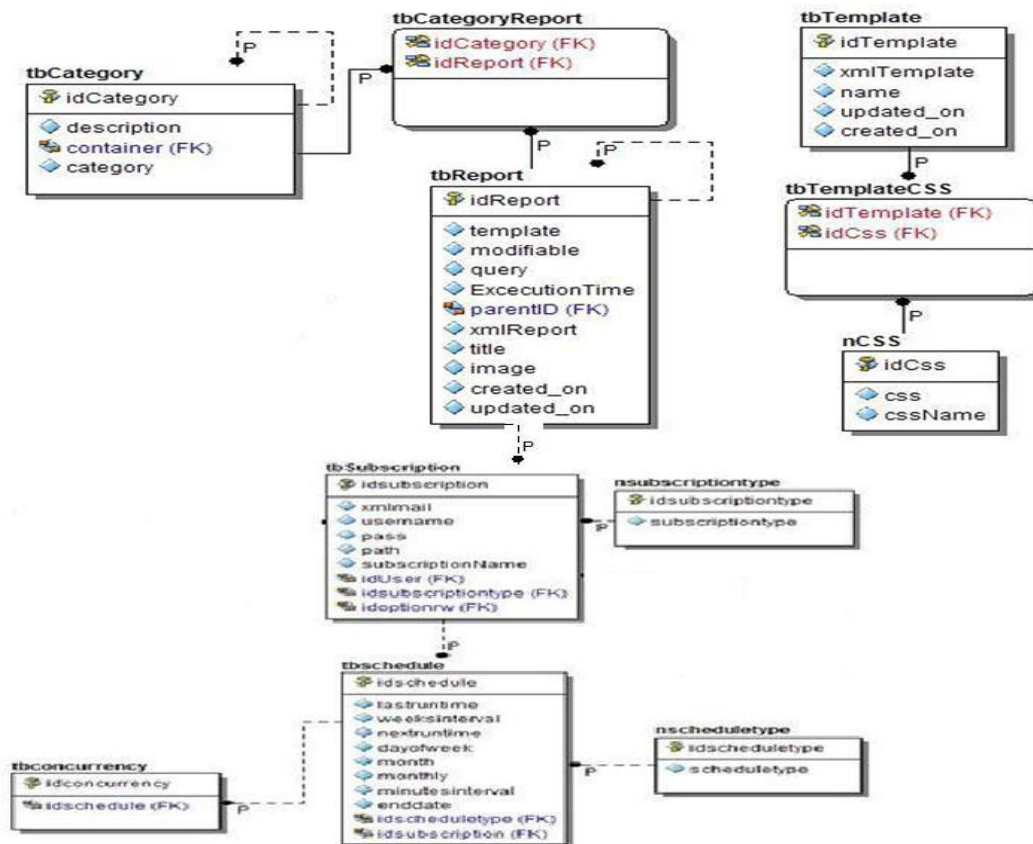 tbCategory
idCategory
description
container (FK)
category
P
tbCategoryReport
idCategory (FK)
idReport (FK)
P
P
tbReport
P
idReport
template
modifiable
query
ExcecutionTime
parentID (FK)
xmlReport
title
image
created_on
updated_on
P
tbTemplate
idTemplate
xmlTemplate
name
updated_on
created_on
P
tbTemplateCSS
idTemplate (FK)
idCss (FK)
P
nCSS
idCss
css
cssName
tbSubscription
idsubscription
xmlmail
username
pass
path
subscriptionName
idUser (FK)
idsubscriptiontype (FK)
idoptionrw (FK)
P
nsubscriptiontype
idsubscriptiontype
subscriptiontype
P
tbschedule
idschedule
lastruntime
weeksinterval
nextruntime
dayofweek
month
monthly
minutesinterval
enddate
idscheduletype (FK)
idsubscription (FK)
P
nscheduletype
idscheduletype
scheduletype
tbconcurrency
idconcurrency
idschedule (FK)
P